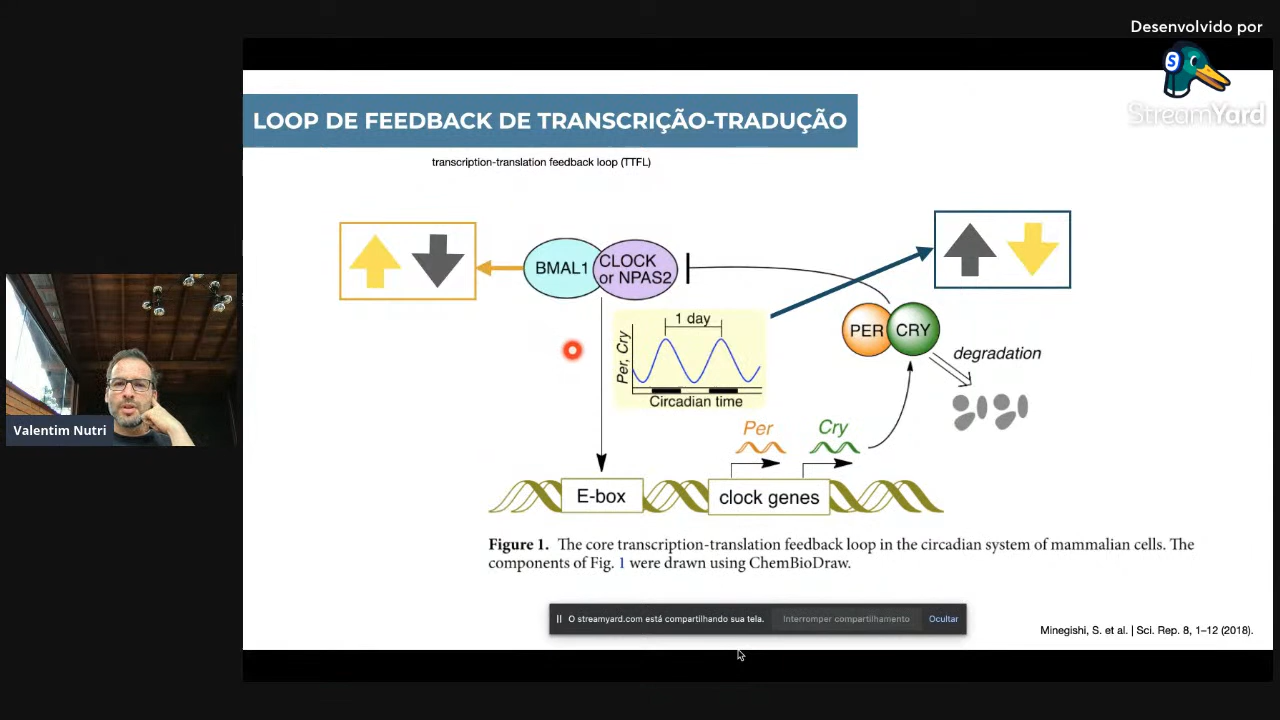 Desenvolvido por
S
StreamYard
LOOP DE FEEDBACK DE TRANSCRIÇÃO-TRADUÇÃO
transcription-translation feedback loop (TTFL)
BMAL1
CLOCK
or NPAS2
1 day
Per, Cry
Circadian time
PER
CRY
degradation
Per
Cry
E-box
clock genes
Valentim Nutri
Figure 1. The core transcription-translation feedback loop in the circadian system of mammalian cells. The
components of Fig. 1 were drawn using ChemBioDraw.
O streamyard.com está compartilhando sua tela.
Interromper compartilhamento
Ocultar
Minegishi, S. et al. | Sci. Rep. 8, 1–12 (2018).